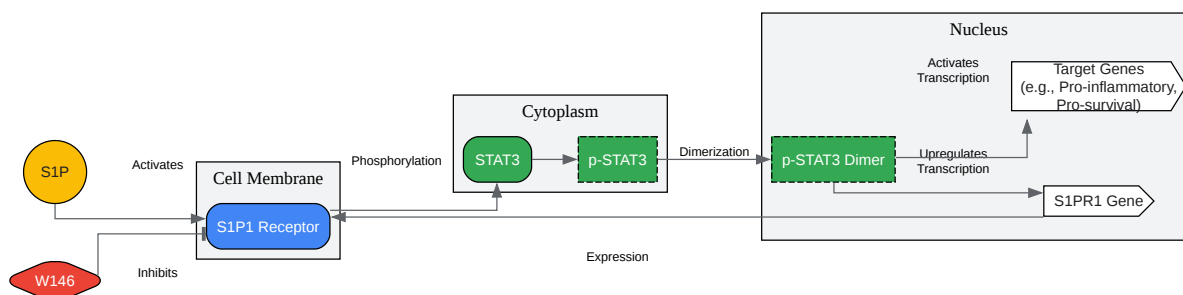 Nucleus
Activates
Transcription
Target Genes
(e.g., Pro-inflammatory,
Pro-survival)
Cytoplasm
S1P
Activates
Phosphorylation
STAT3
p-STAT3
Dimerization
p-STAT3 Dimer
Upregulates
Transcription
Cell Membrane
S1P1 Receptor
S1PR1 Gene
W146
Inhibits
Expression